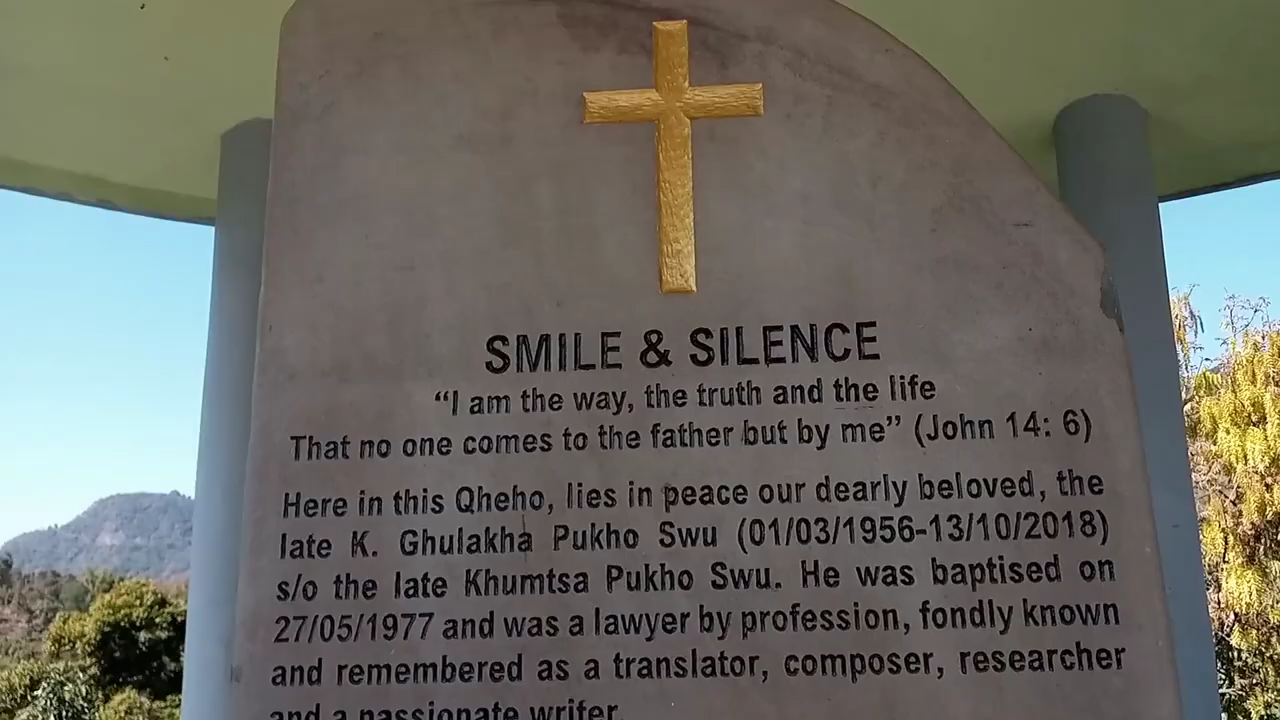 SMILE & SILENCE
“I am the way, the truth and the life
That no one comes to the father but by me” (John 14: 6)
Here in this Qheho, lies in peace our dearly beloved, the
late K. Ghulakha Pukho Swu (01/03/1956-13/10/2018)
s/o the late Khumtsa Pukho Swu. He was baptised on
27/05/1977 and was a lawyer by profession, fondly known
and remembered as a translator, composer, researcher
and a passionate writer.